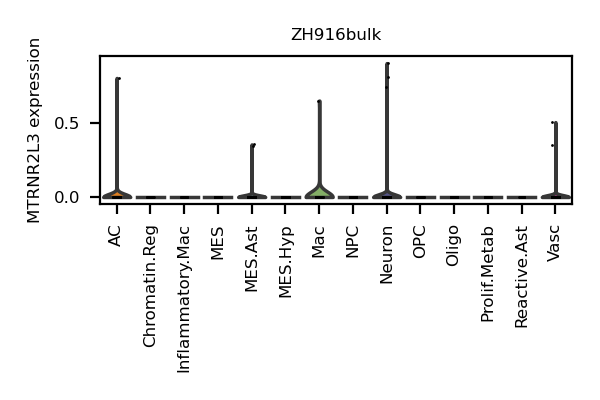 ZH916bulk
MTRNR2L3 expression
0.5
0.0
AC
Chromatin.Reg
Inflammatory.Mac
MES
MES.Ast
MES.Hyp
Mac
NPC
Neuron
OPC
Oligo
Prolif.Metab
Reactive.Ast
Vasc